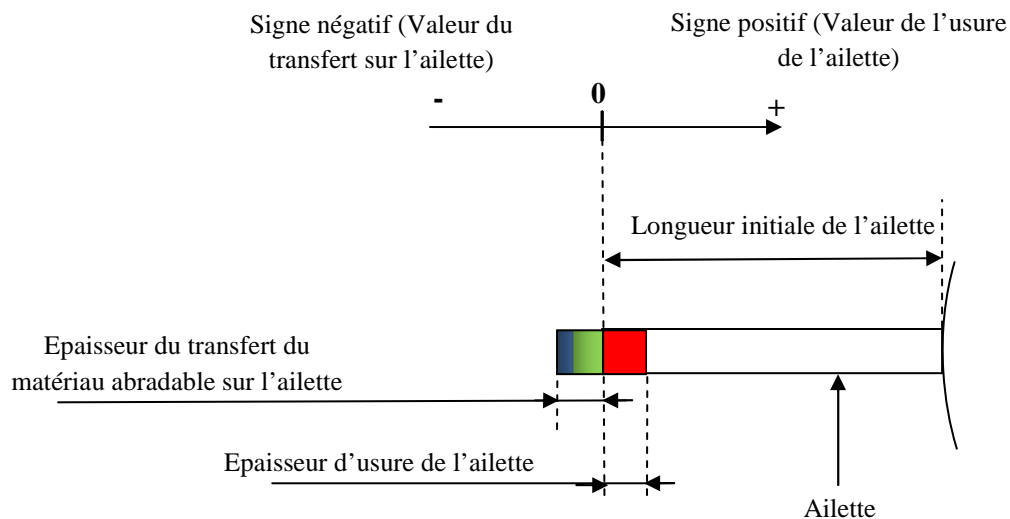 Signe négatif (Valeur du
transfert sur l’ailette)
Signe positif (Valeur de l’usure
de l’ailette)
-
0
+
Longueur initiale de l’ailette
Epaisseur du transfert du
matériau abradable sur l’ailette
Epaisseur d’usure de l’ailette
Ailette